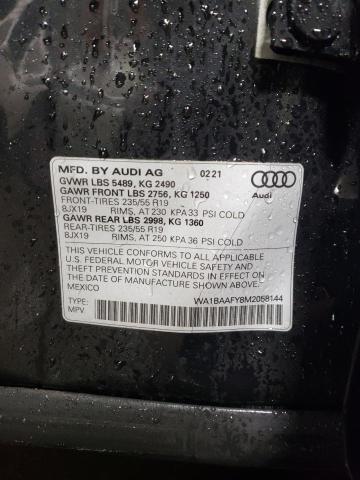 MFD. BY AUDI AG 02 21
GVWR LBS 5489, KG 2490
GAWR FRONT LBS 2756, KG 1250
FRONT-TIRES 235/55 R19
8JX19 RIMS, AT 230 KPA 33 PSI COLD
GAWR REAR LBS 2998, KG 1360
REAR-TIRES 235/55 R19
8JX19 RIMS, AT 250 KPA 36 PSI COLD
Audi
THIS VEHICLE CONFORMS TO ALL APPLICABLE
U.S. FEDERAL MOTOR VEHICLE SAFETY AND
THEFT PREVENTION STANDARDS IN EFFECT ON THE
DATE OF MANUFACTURE SHOWN ABOVE.
MEXICO
TYPE: WA1BAAFY8M2058144
MPV